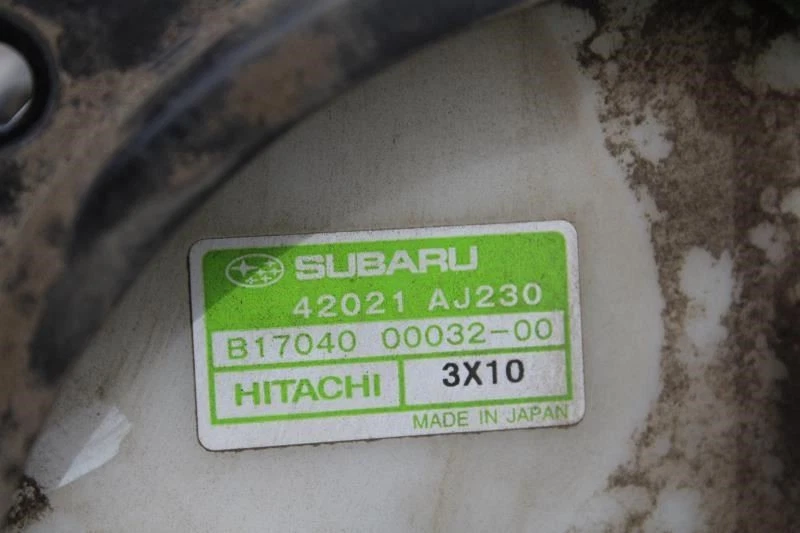 SUBARU
42021 AJ230
B17040 00032-00
HITACHI 3X10
MADE IN JAPAN